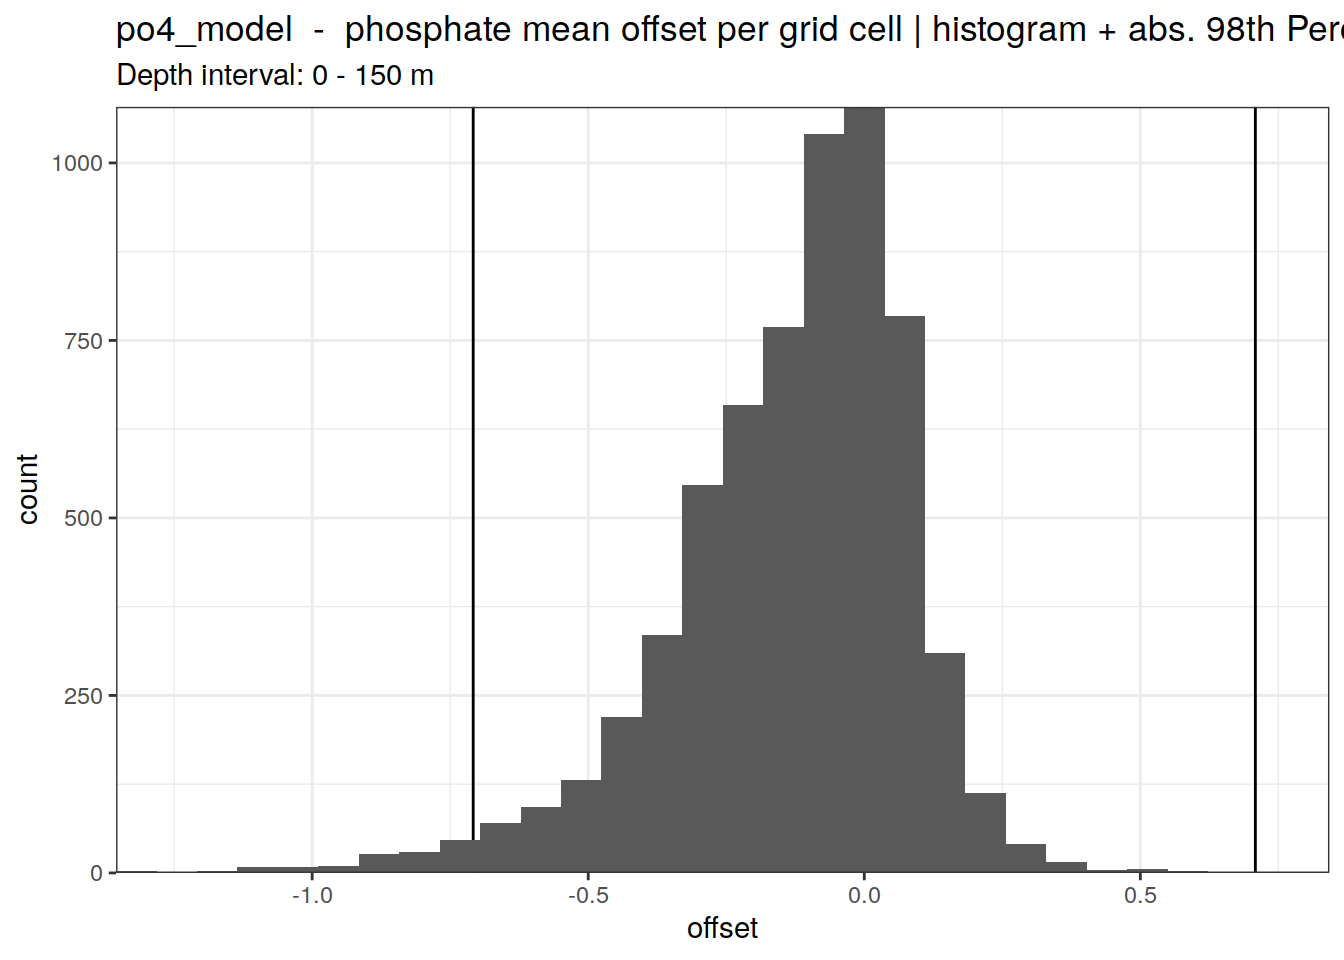 po4_model  -  phosphate mean offset per grid cell | histogram + abs. 98th
Depth interval: 0 - 150 m
1000
750
500
250
0
count
-1.0
-0.5
0.0
0.5
offset